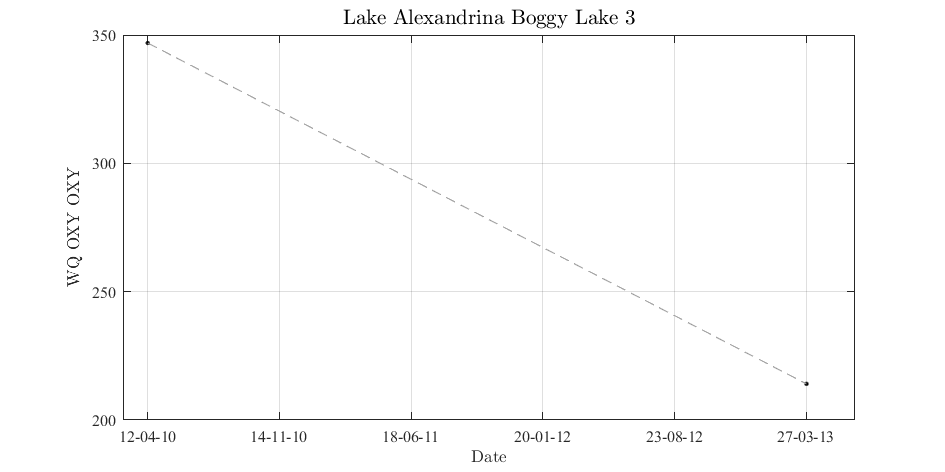 Lake Alexandrina Boggy Lake 3
350
300
250
200
WQ OXY OXY
12-04-10 14-11-10 18-06-11 20-01-12 23-08-12 27-03-13
Date